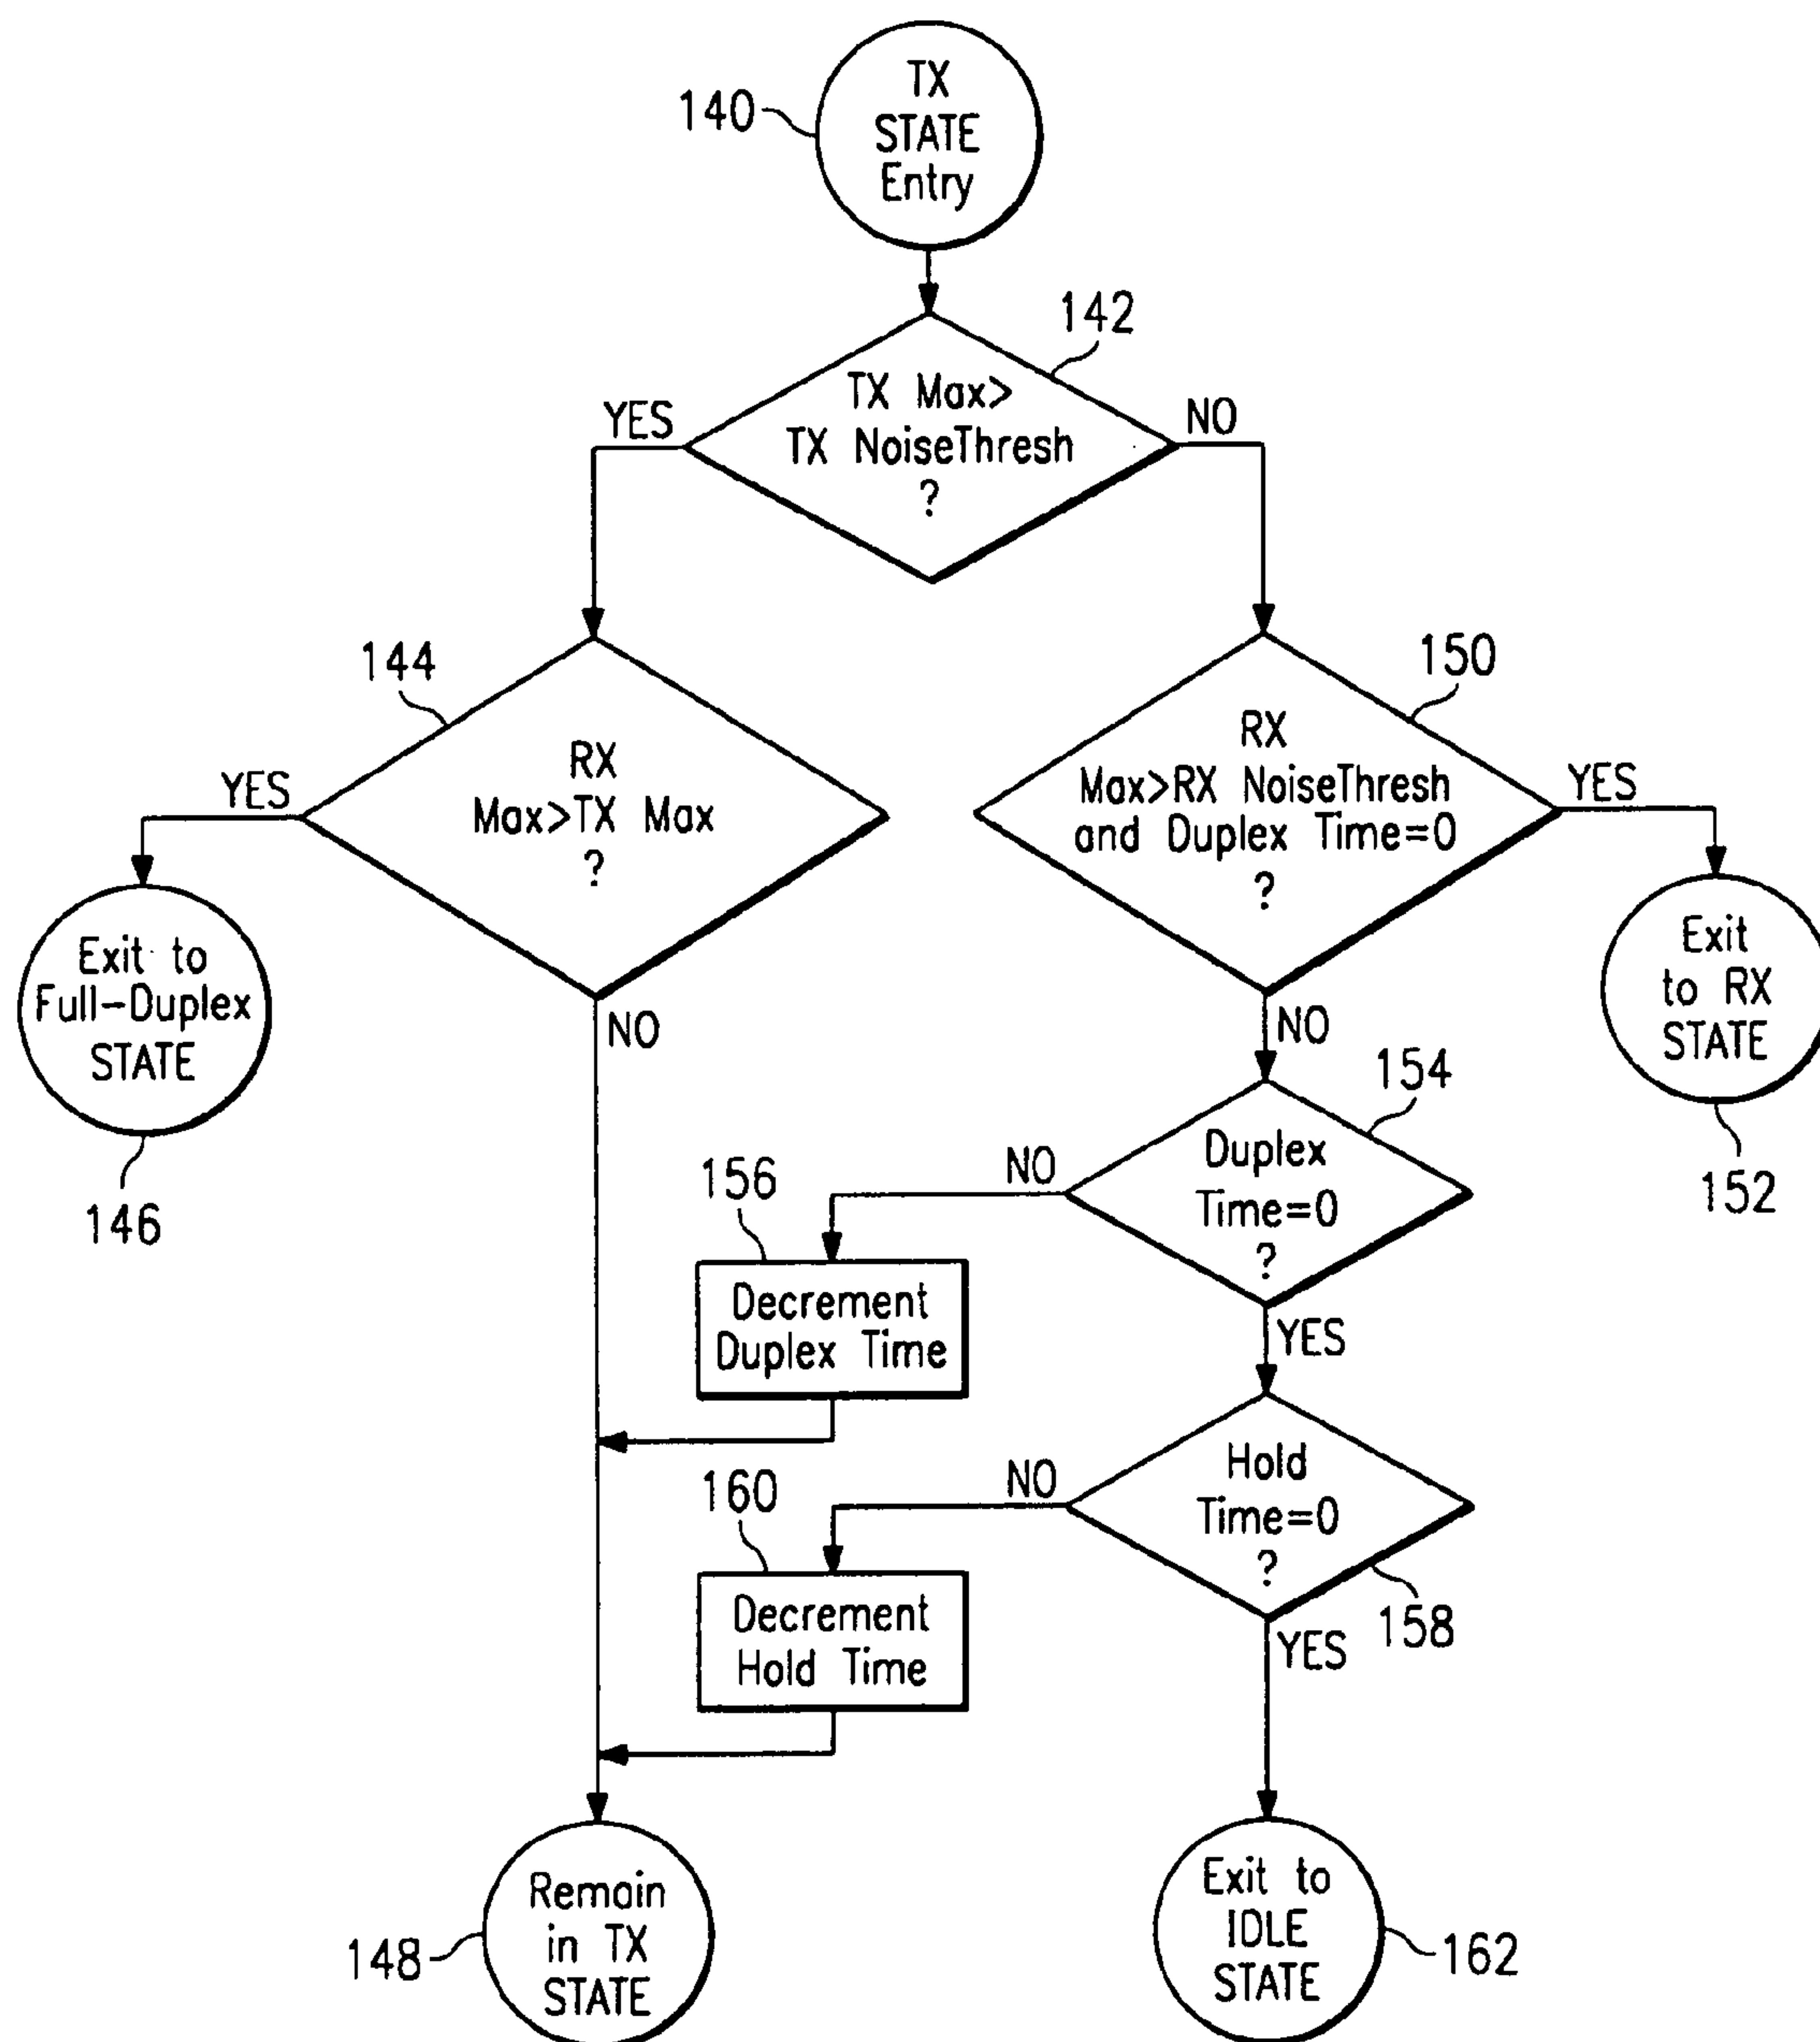 TX
STATE
Entry
140
142
TX Max>
TX NoiseThresh
?
YES
NO
144
RX
Max>TX Max
?
YES
NO
150
RX
Max>RX NoiseThresh
and Duplex Time=0
?
YES
NO
Exit to
Full-Duplex
STATE
146
Exit
to RX
STATE
152
154
Duplex
Time=0
?
NO
YES
156
Decrement
Duplex Time
Hold
Time=0
?
158
NO
YES
160
Decrement
Hold Time
Remain
in TX
STATE
148
Exit to
IDLE
STATE
162